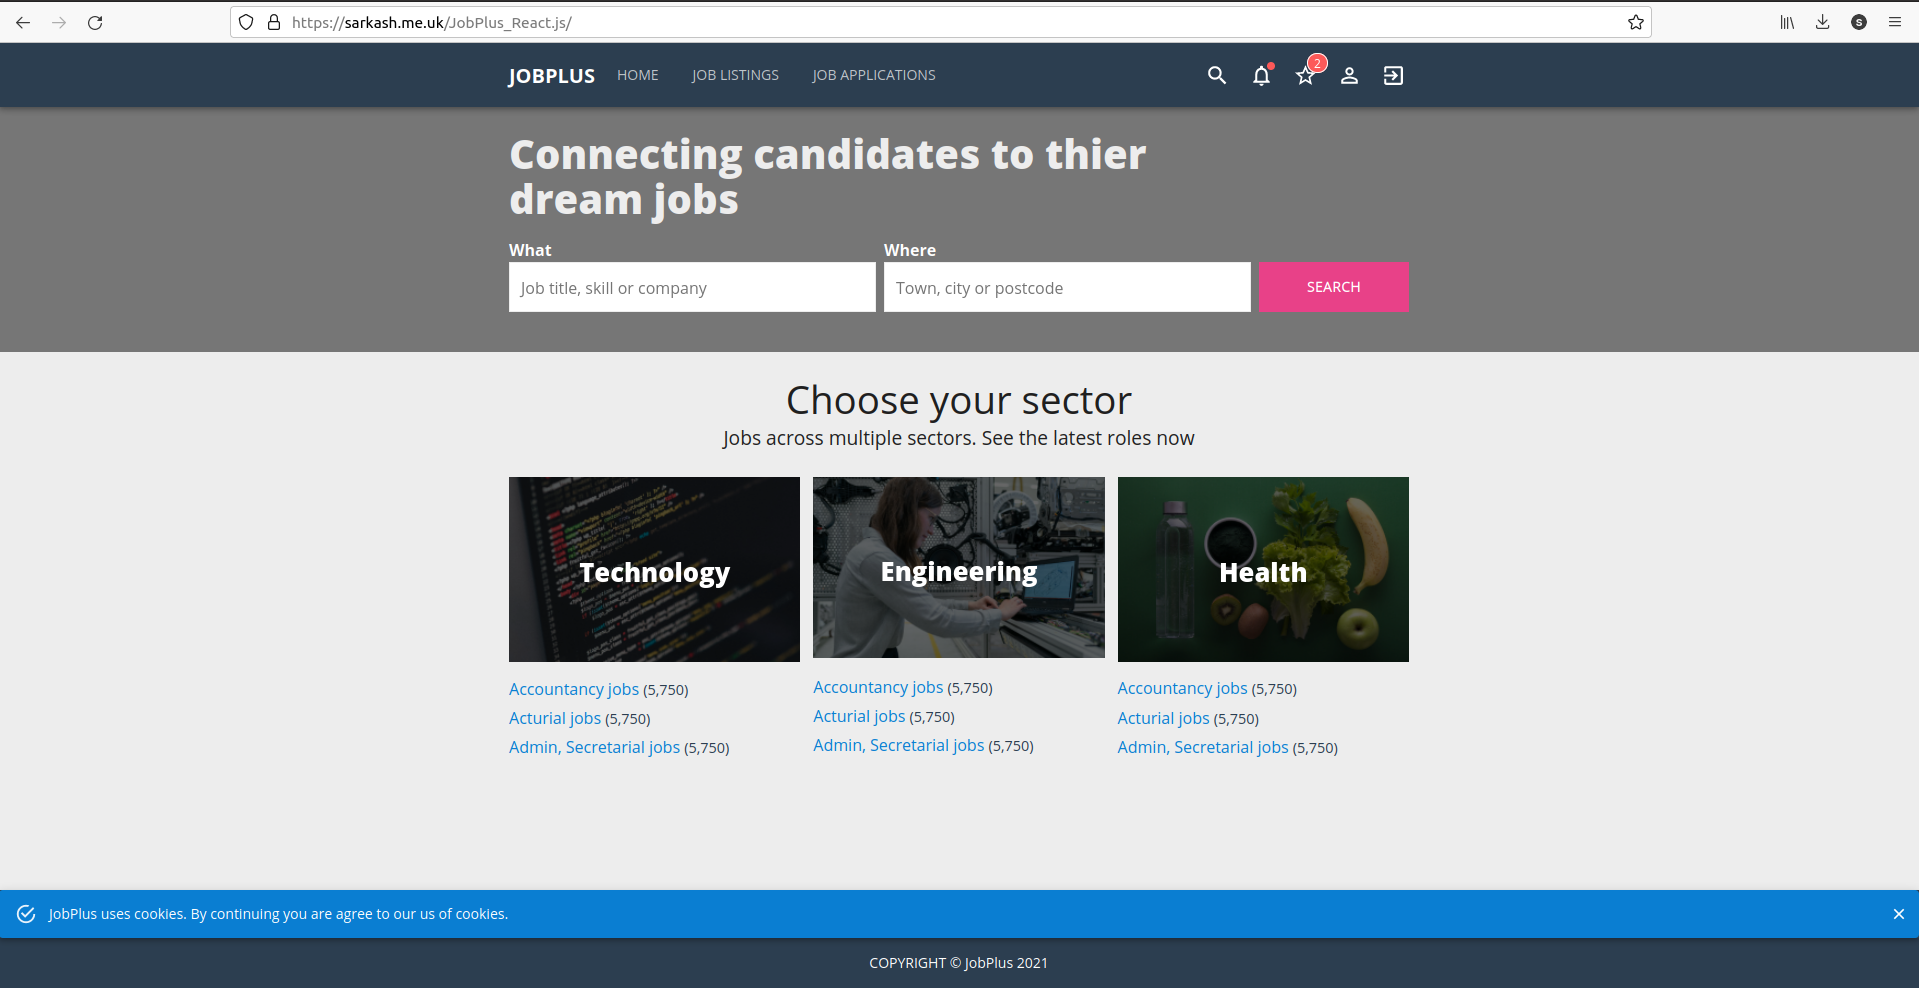 https://sarkash.me.uk/JobPlus_React.js/
S
JOBPLUS HOME JOB LISTINGS JOB APPLICATIONS 2
Connecting candidates to thier
dream jobs
What Where
Job title, skill or company Town, city or postcode SEARCH
Choose your sector
Jobs across multiple sectors. See the latest roles now
Technology Engineering Health
Accountancy jobs (5,750) Accountancy jobs (5,750) Accountancy jobs (5,750)
Acturial jobs (5,750) Acturial jobs (5,750) Acturial jobs (5,750)
Admin, Secretarial jobs (5,750) Admin, Secretarial jobs (5,750) Admin, Secretarial jobs (5,750)
JobPlus uses cookies. By continuing you are agree to our us of cookies.
COPYRIGHT © JobPlus 2021